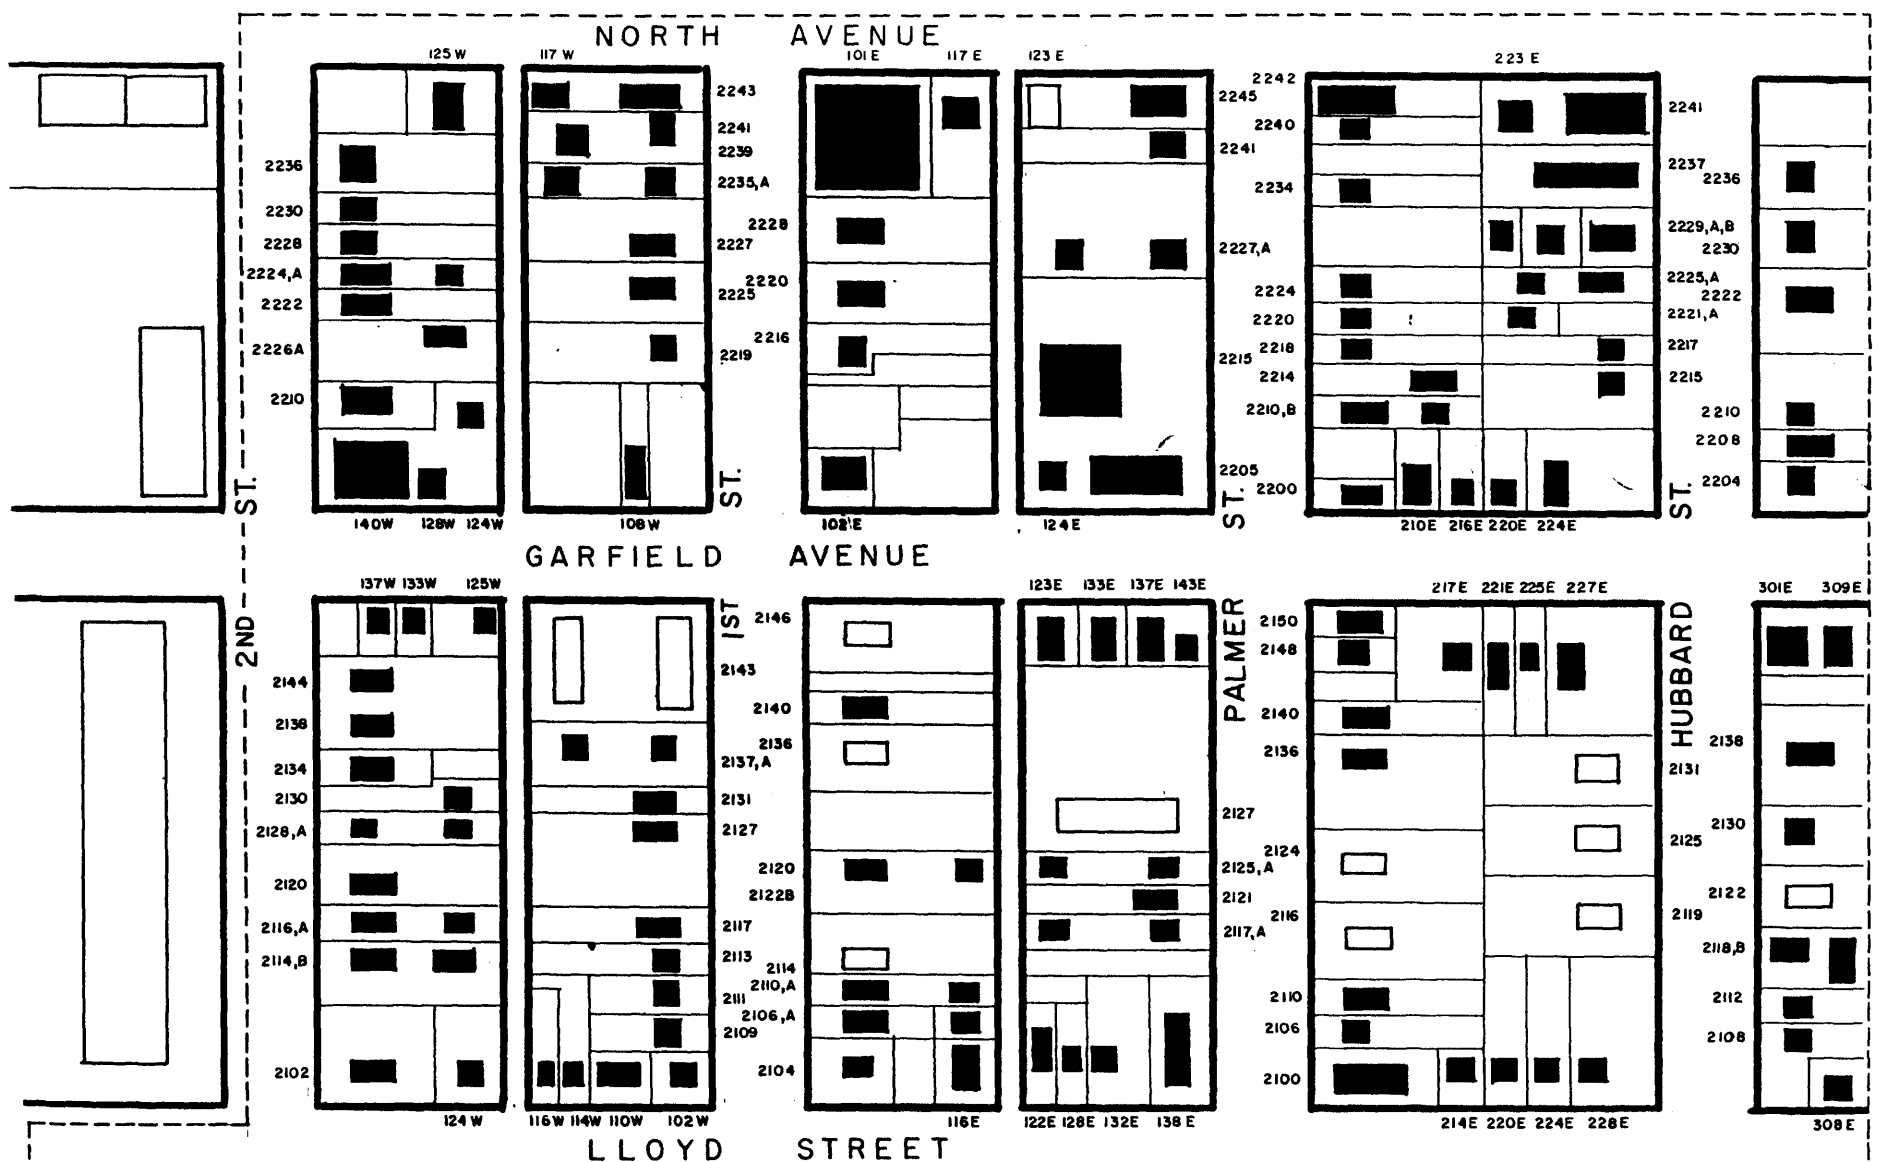 NORTH AVENUE
125 W
117 W
101 E
117 E
123 E
223 E
2236
2230
2228
2224,A
2222
2226A
2210
140W
128W
124W
2243
2241
2239
2235,A
2227
2225
2219
108 W
2228
2220
2216
102 E
2245
2241
2227,A
2215
2205
124 E
2242
2240
2234
2224
2220
2218
2214
2210,B
2200
210E
216E
220E
224E
2241
2237
2229,A,B
2225,A
2221,A
2217
2215
2236
2230
2222
2210
2208
2204
2ND ST.
1ST ST.
PALMER ST.
HUBBARD ST.
GARFIELD AVENUE
137W
133W
125W
2144
2138
2134
2130
2128,A
2120
2116,A
2114,B
2102
124 W
2143
2137,A
2131
2127
2117
2113
2111
2109
116W
114W
110W
102W
2146
2140
2136
2120
2122B
2114
2110,A
2106,A
2104
116E
123E
133E
137E
143E
2127
2125,A
2121
2117,A
122E
128E
132E
138 E
217E
221E
225E
227E
2150
2148
2140
2136
2124
2116
2110
2106
2100
214E
220E
224E
228E
2131
2125
2119
301E
309E
2138
2130
2122
2118,B
2112
2108
308 E
LLOYD STREET